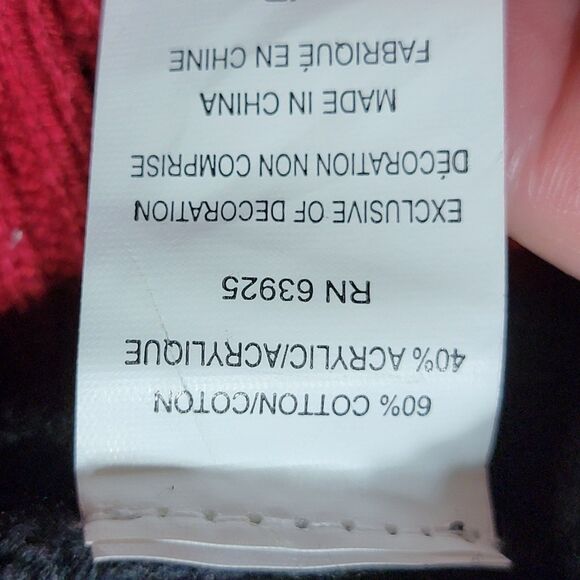 60% COTTON/COTON
40% ACRYLIC/ACRYLIQUE
RN 63925
EXCLUSIVE OF DECORATION
DÉCORATION NON COMPRISE
MADE IN CHINA
FABRIQUÉ EN CHINE